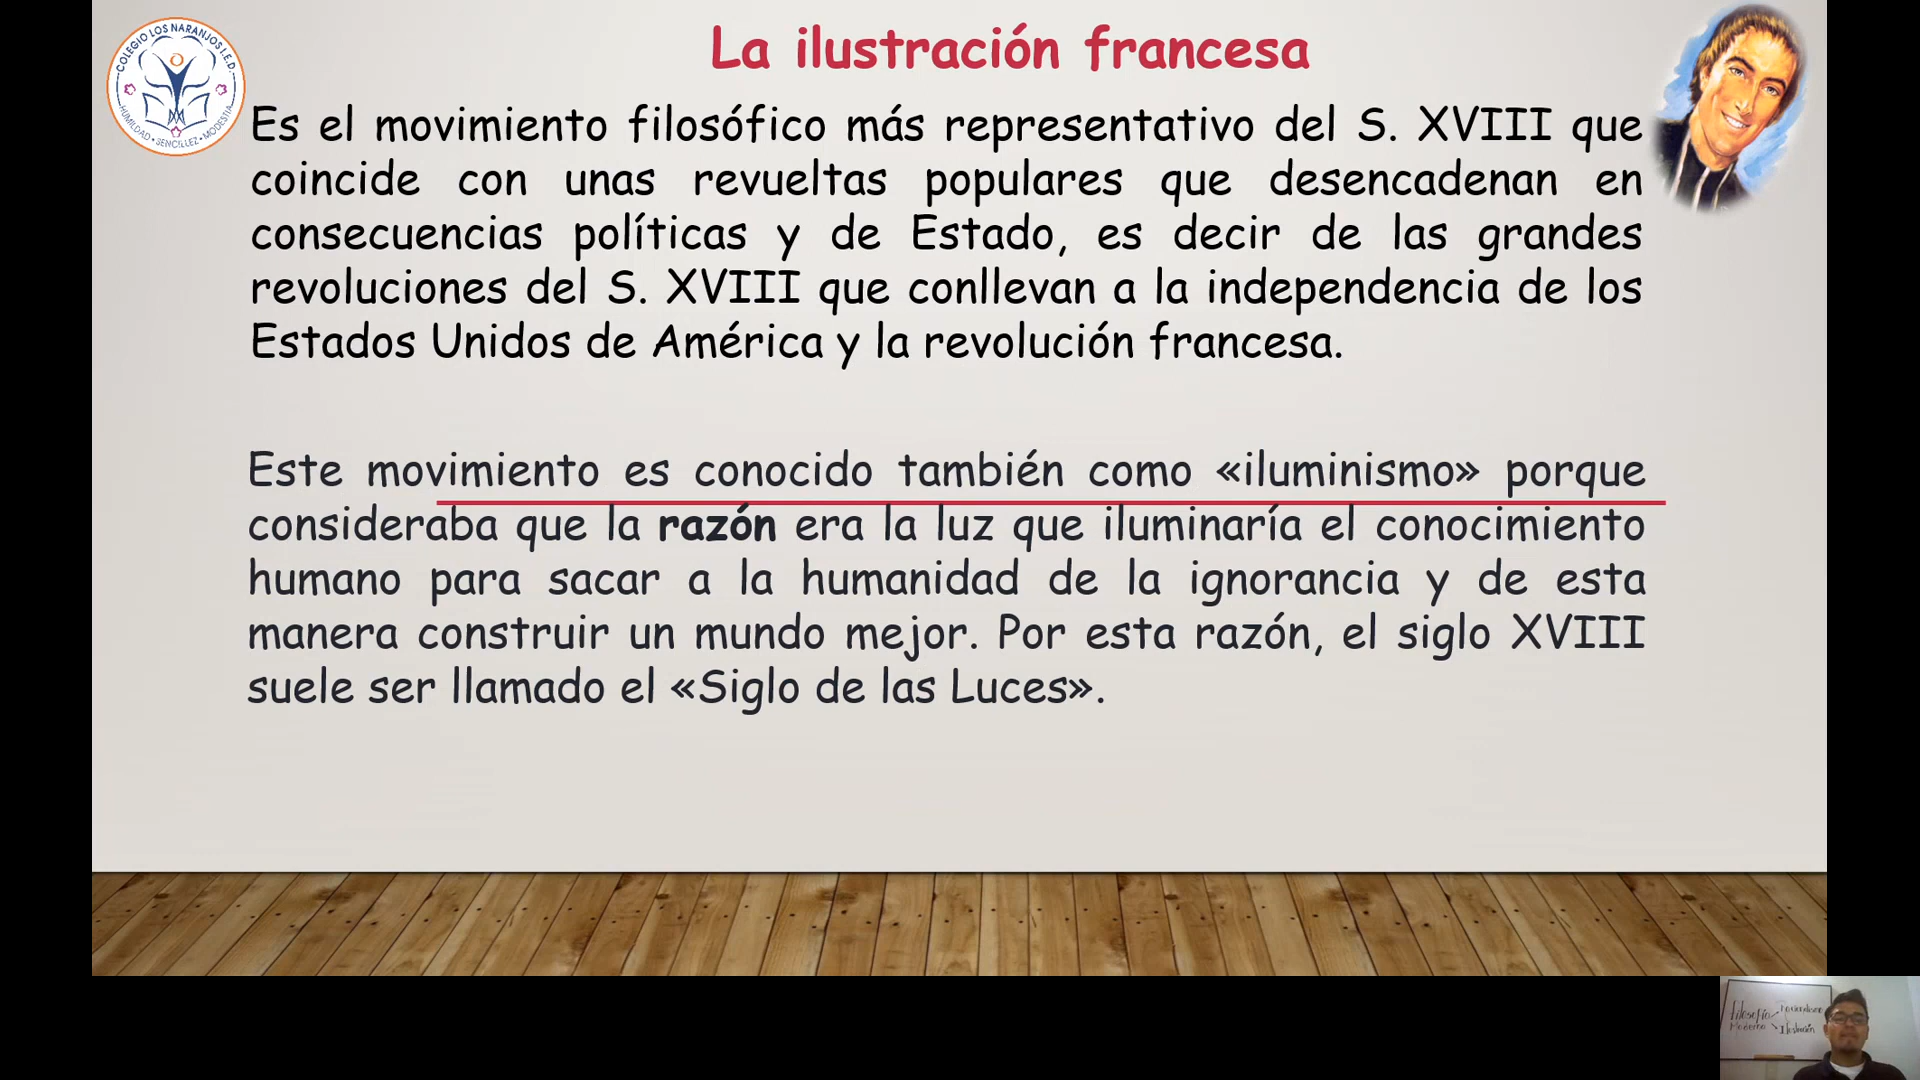 COLEGIO LOS NARANJOS I.E.D.
HUMILDAD • SENCILLEZ • MODESTIA
La ilustración francesa
Es el movimiento filosófico más representativo del S. XVIII que
coincide con unas revueltas populares que desencadenan en
consecuencias políticas y de Estado, es decir de las grandes
revoluciones del S. XVIII que conllevan a la independencia de los
Estados Unidos de América y la revolución francesa.
Este movimiento es conocido también como «iluminismo» porque
consideraba que la razón era la luz que iluminaría el conocimiento
humano para sacar a la humanidad de la ignorancia y de esta
manera construir un mundo mejor. Por esta razón, el siglo XVIII
suele ser llamado el «Siglo de las Luces».
Filosofía
Moderna
Ilustración